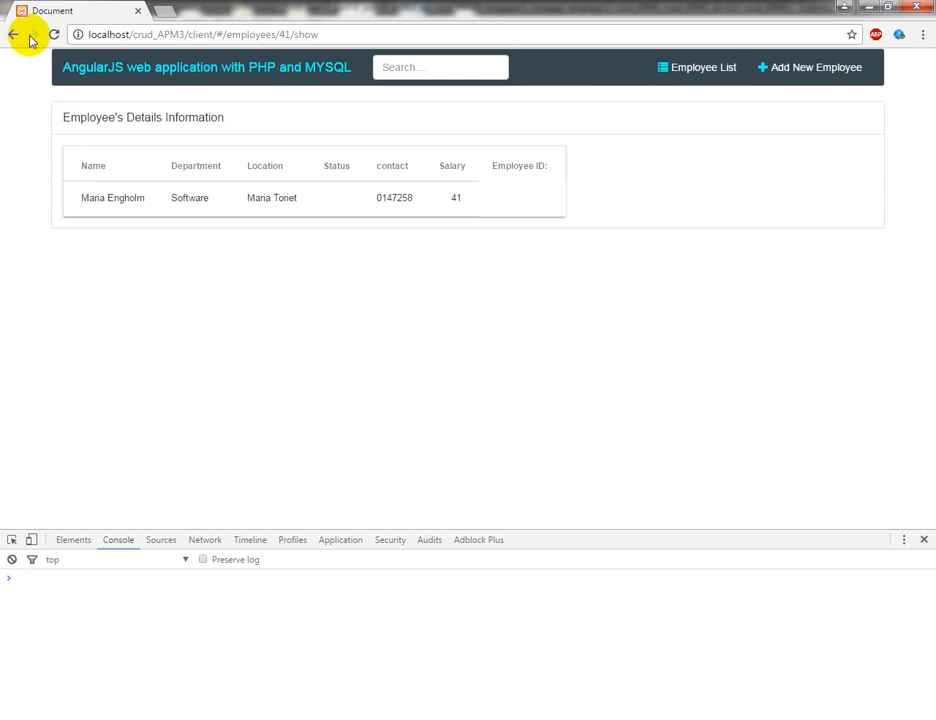 Document
localhost/crud_APM3/client/#/employees/41/show
ABP
AngularJS web application with PHP and MYSQL Search.... Employee List Add New Employee
Employee's Details Information
Name Department Location Status contact Salary Employee ID:
Maria Engholm Software Maria Toriet 0147258 41
Elements Console Sources Network Timeline Profiles Application Security Audits Adblock Plus
top Preserve log